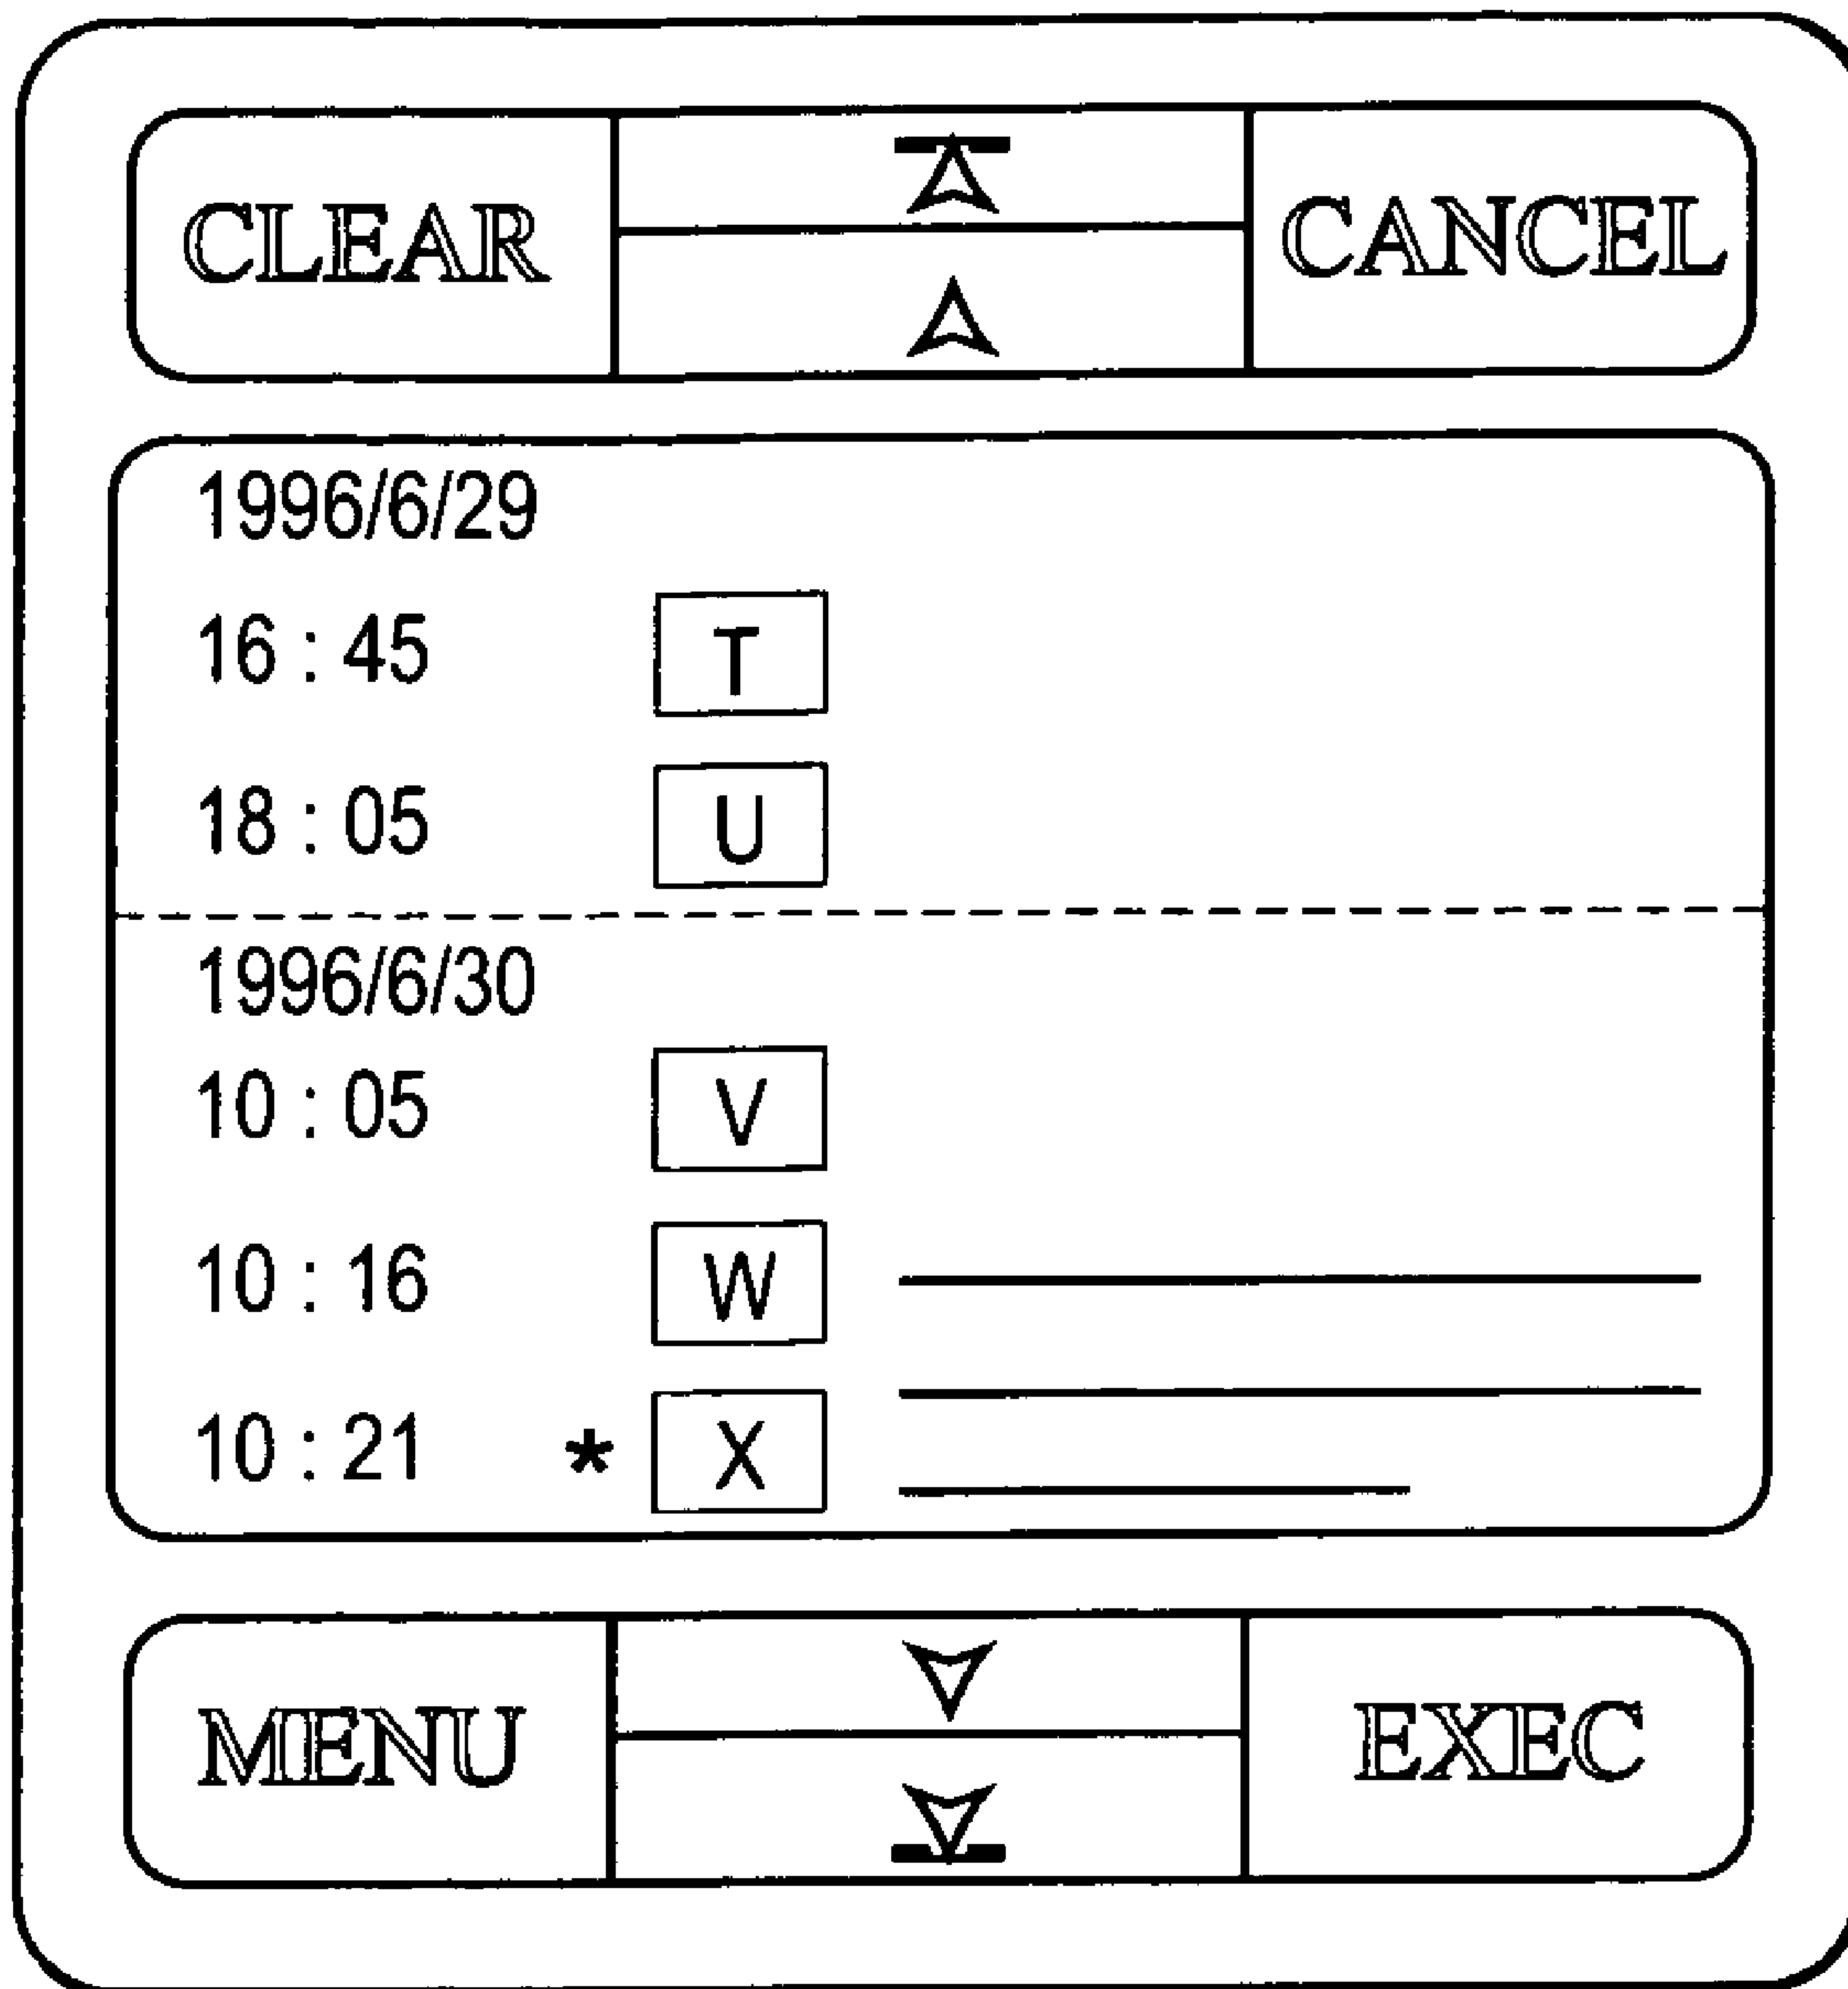 CLEAR CANCEL
1996/6/29
16 : 45 T
18 : 05 U
1996/6/30
10 : 05 V
10 : 16 W
10 : 21 * X
MENU EXEC